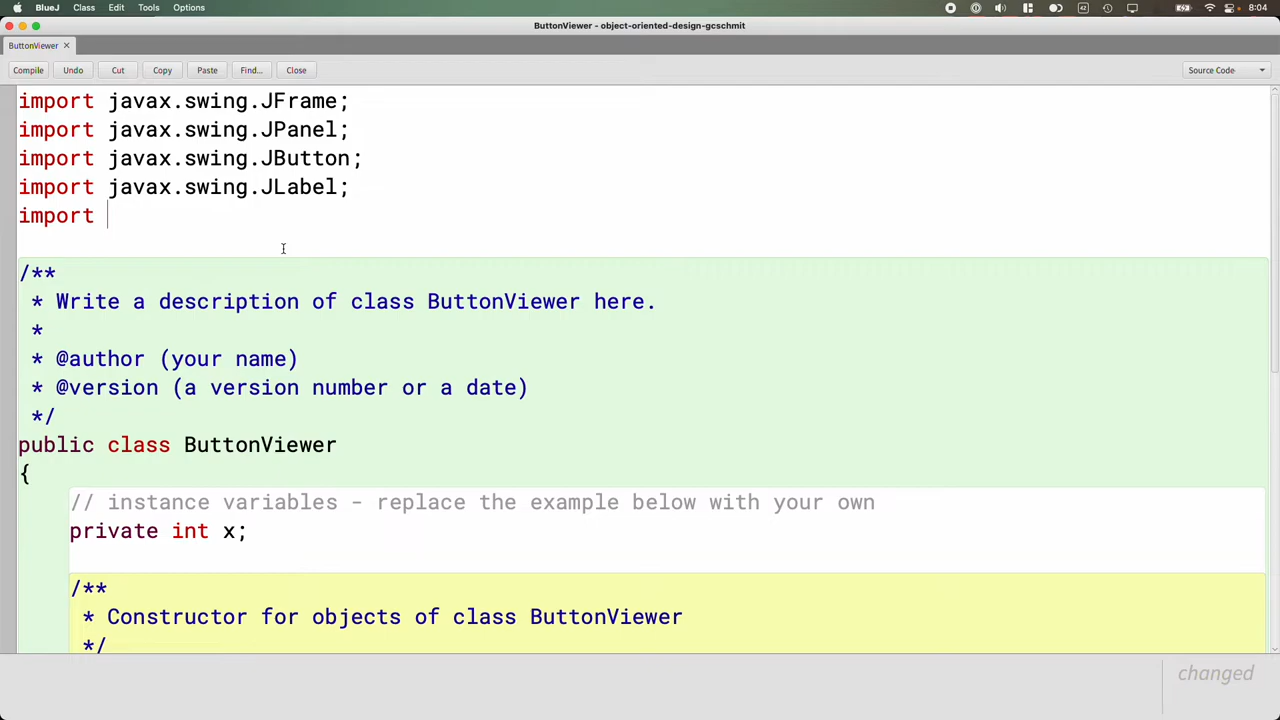 BlueJ Class Edit Tools Options 42 8:04
ButtonViewer - object-oriented-design-gcschmit
ButtonViewer ×
Compile Undo Cut Copy Paste Find... Close Source Code
import javax.swing.JFrame;
import javax.swing.JPanel;
import javax.swing.JButton;
import javax.swing.JLabel;
import
/**
* Write a description of class ButtonViewer here.
*
* @author (your name)
* @version (a version number or a date)
*/
public class ButtonViewer
{
// instance variables - replace the example below with your own
private int x;
/**
* Constructor for objects of class ButtonViewer
*/
changed